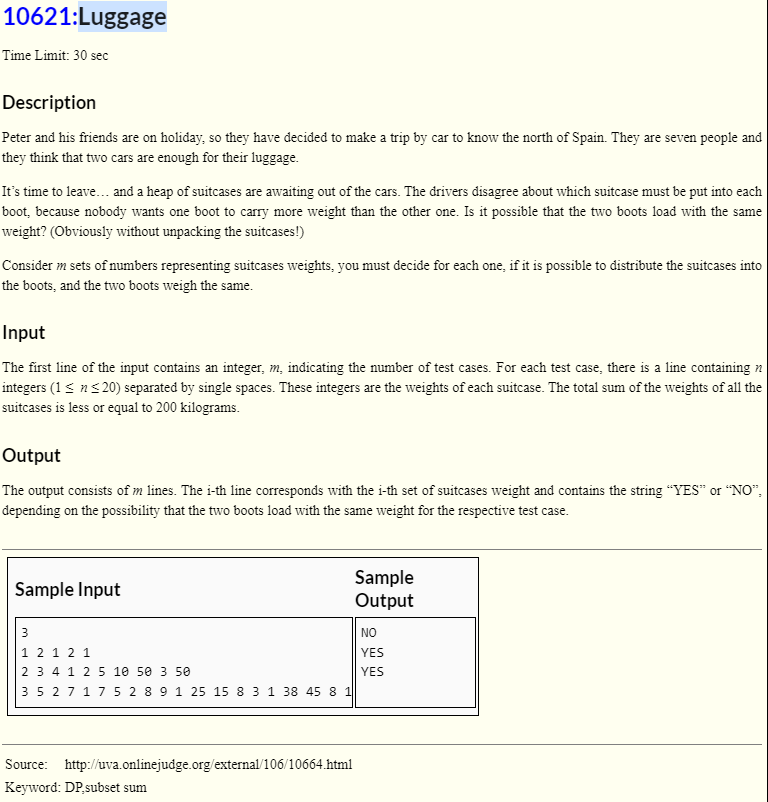 10621:Luggage
Time Limit: 30 sec
Description
Peter and his friends are on holiday, so they have decided to make a trip by car to know the north of Spain. They are seven people and
they think that two cars are enough for their luggage.
It's time to leave… and a heap of suitcases are awaiting out of the cars. The drivers disagree about which suitcase must be put into each
boot, because nobody wants one boot to carry more weight than the other one. Is it possible that the two boots load with the same
weight? (Obviously without unpacking the suitcases!)
Consider m sets of numbers representing suitcases weights, you must decide for each one, if it is possible to distribute the suitcases into
the boots, and the two boots weigh the same.
Input
The first line of the input contains an integer, m, indicating the number of test cases. For each test case, there is a line containing n
integers (1 ≤ n ≤ 20) separated by single spaces. These integers are the weights of each suitcase. The total sum of the weights of all the
suitcases is less or equal to 200 kilograms.
Output
The output consists of m lines. The i-th line corresponds with the i-th set of suitcases weight and contains the string “YES” or “NO”,
depending on the possibility that the two boots load with the same weight for the respective test case.
Sample Input
Sample
Output
3
1 2 1 2 1
2 3 4 1 2 5 10 50 3 50
3 5 2 7 1 7 5 2 8 9 1 25 15 8 3 1 38 45 8 1
NO
YES
YES
Source: http://uva.onlinejudge.org/external/106/10664.html
Keyword: DP,subset sum